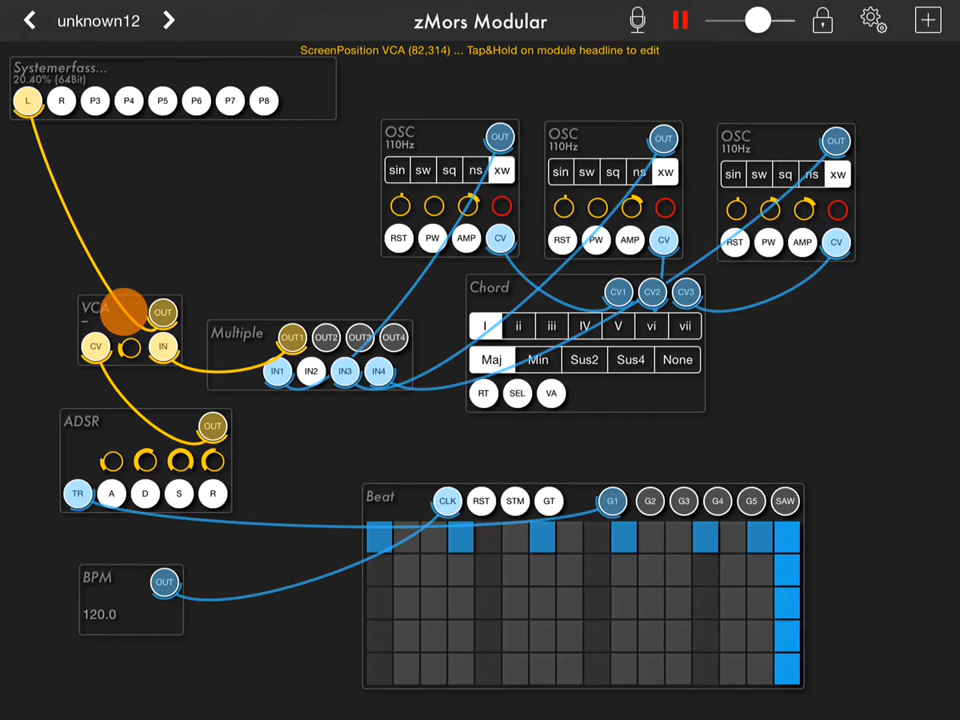 unknown12
zMors Modular
ScreenPosition VCA (82,314) ... Tap&Hold on module headline to edit
Systemerfass...
20.40% (64Bit)
L R P3 P4 P5 P6 P7 P8
OSC OUT
110Hz
sin sw sq ns xw
RST PW AMP CV
OSC OUT
110Hz
sin sw sq ns xw
RST PW AMP CV
OSC OUT
110Hz
sin sw sq ns xw
RST PW AMP CV
VCA OUT
–
CV IN
Multiple OUT1 OUT2 OUT3 OUT4
IN1 IN2 IN3 IN4
Chord CV1 CV2 CV3
I ii iii IV V vi vii
Maj Min Sus2 Sus4 None
RT SEL VA
ADSR OUT
TR A D S R
Beat CLK RST STM GT G1 G2 G3 G4 G5 SAW
BPM OUT
120.0